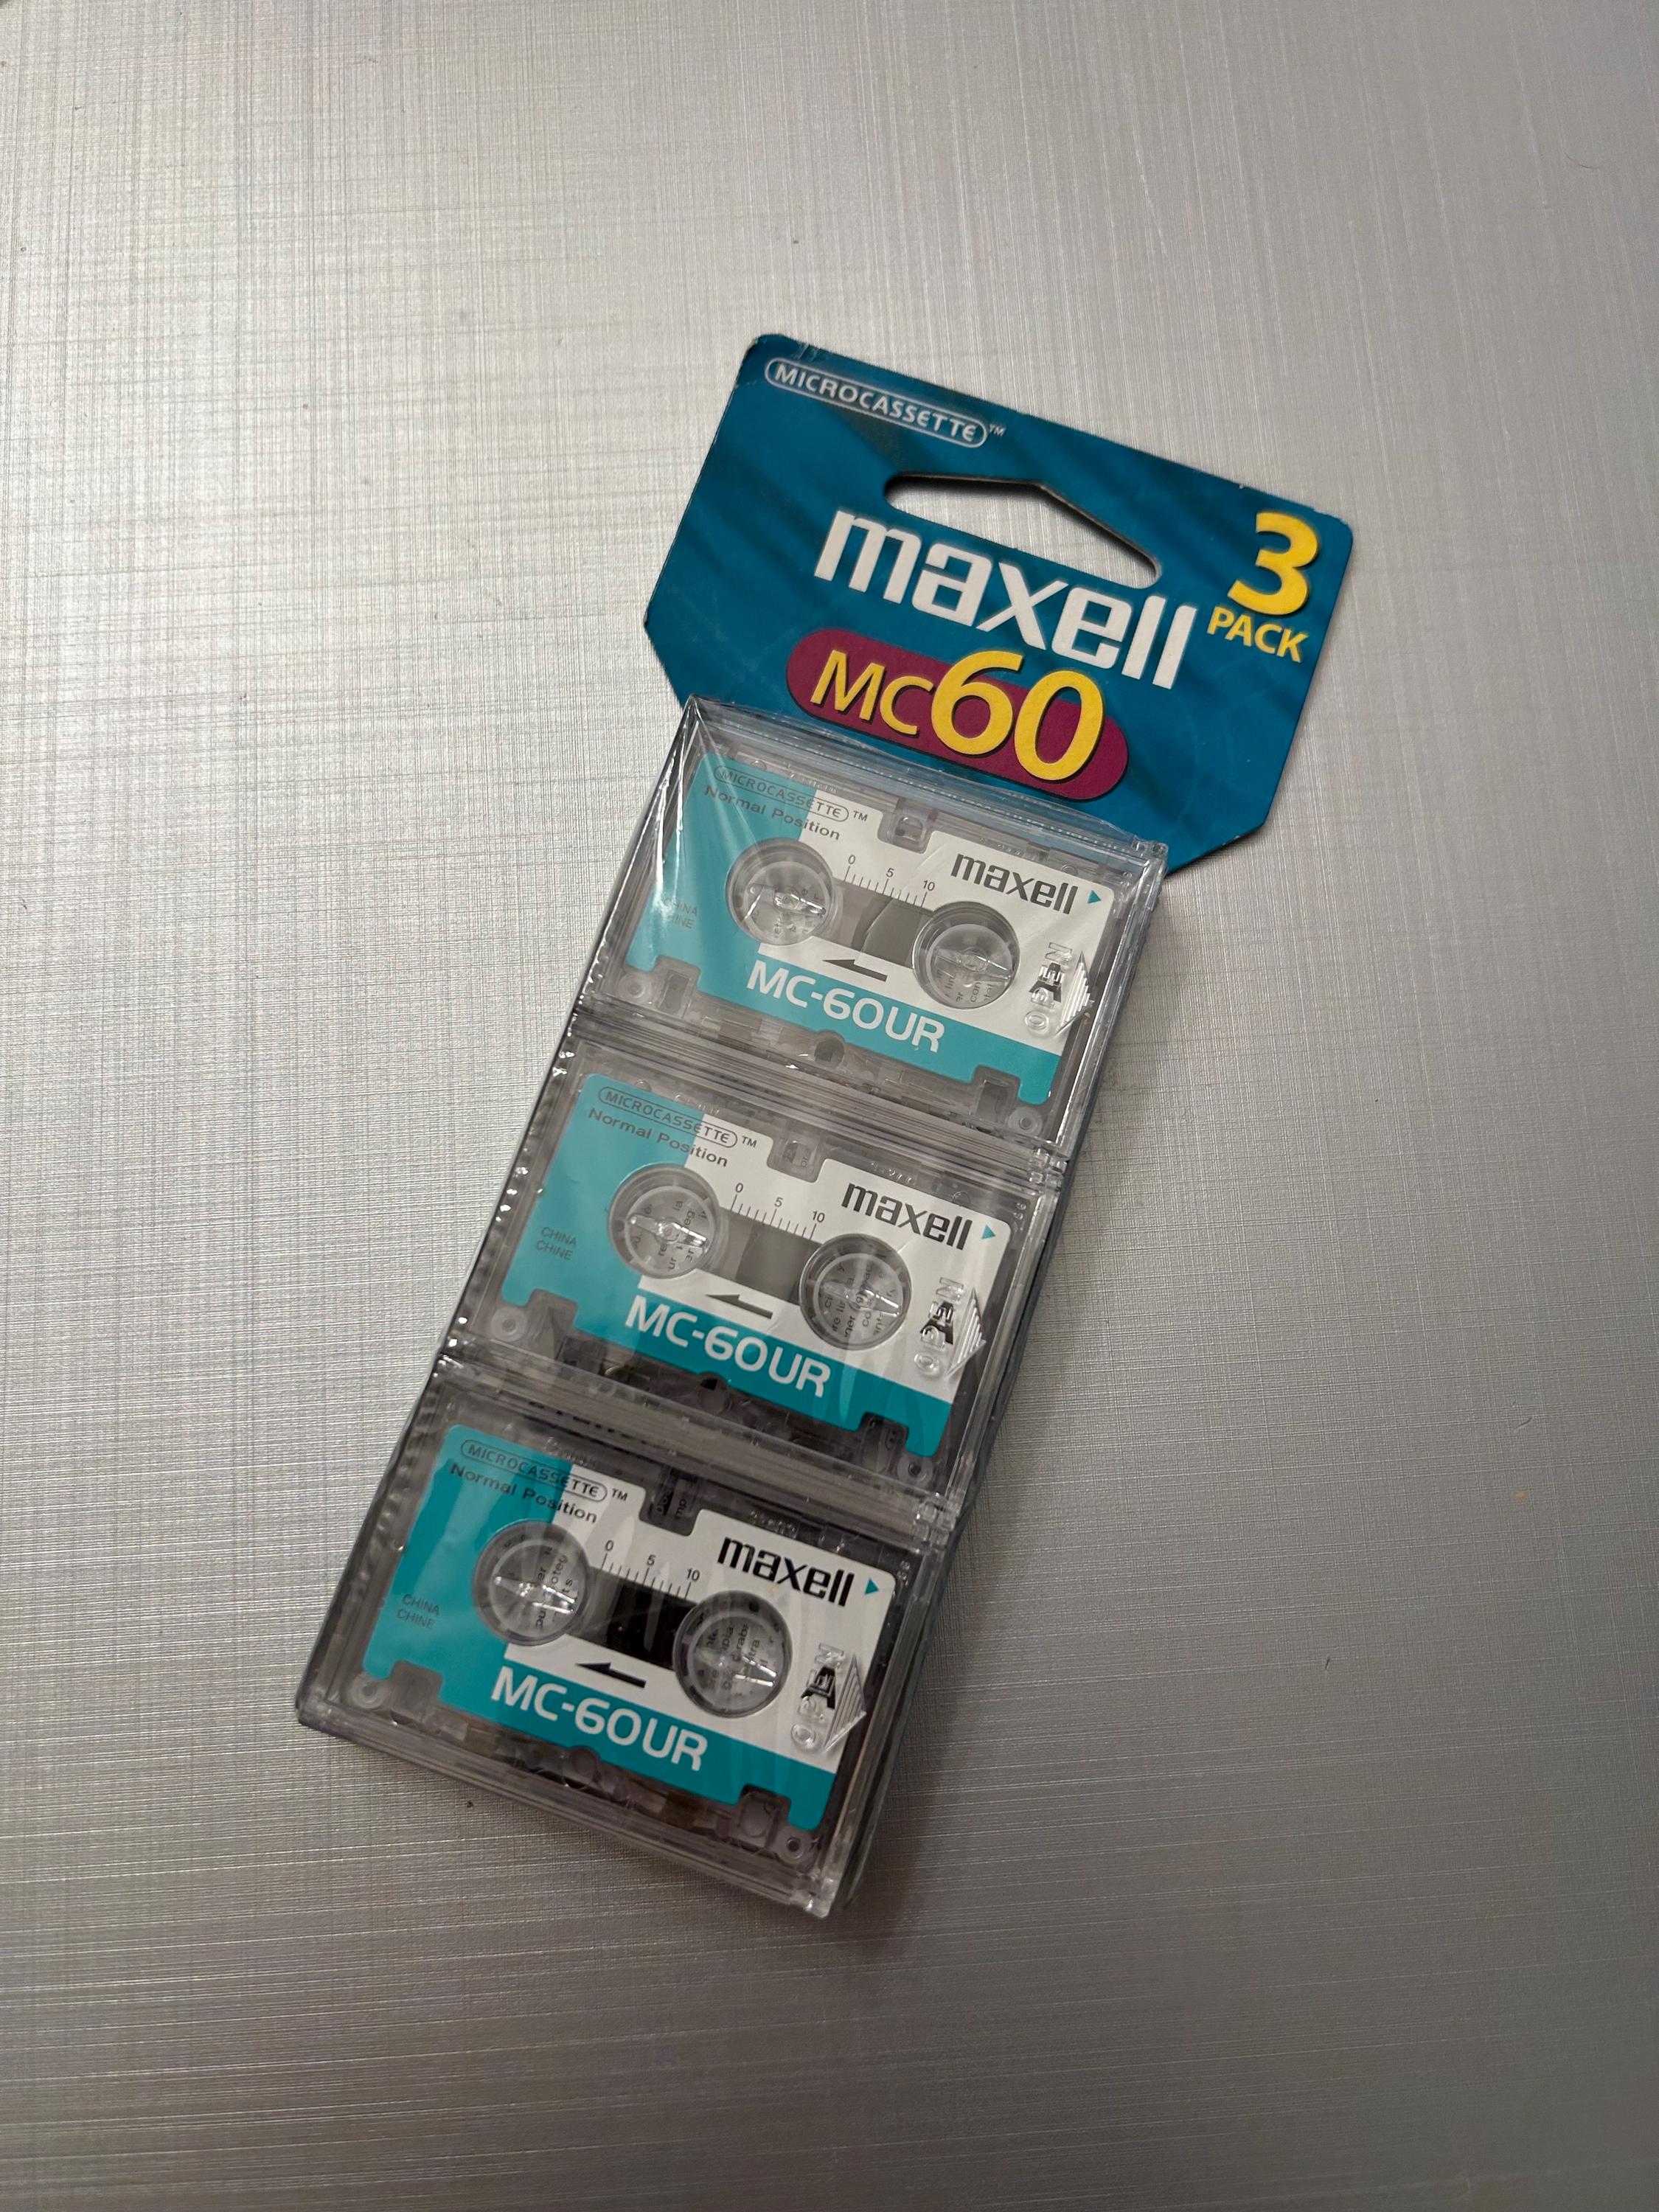 MICROCASSETTE™
maxell
3
PACK
MC60
MICROCASSETTE™
Normal Position
0 5 10
maxell
CHINA
CHINE
MC-60UR
MICROCASSETTE™
Normal Position
0 5 10
maxell
CHINA
CHINE
MC-60UR
MICROCASSETTE™
Normal Position
0 5 10
maxell
CHINA
CHINE
MC-60UR